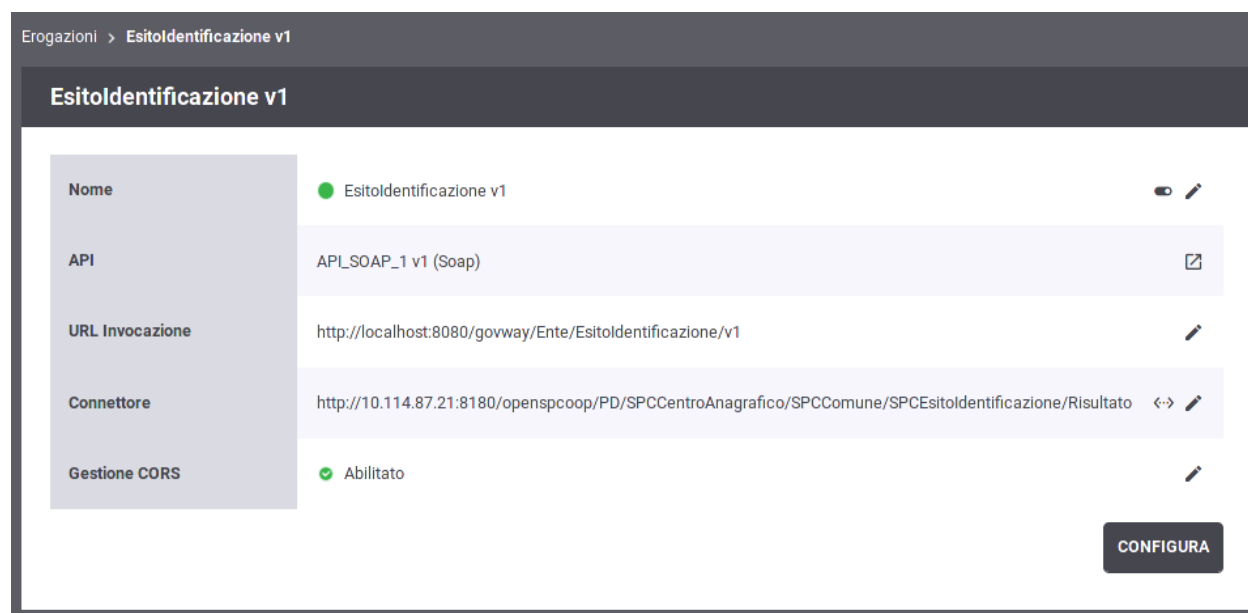 Erogazioni > EsitoIdentificazione v1
EsitoIdentificazione v1
Nome EsitoIdentificazione v1
API API_SOAP_1 v1 (Soap)
URL Invocazione http://localhost:8080/govway/Ente/EsitoIdentificazione/v1
Connettore http://10.114.87.21:8180/openspcoop/PD/SPCCentroAnagrafico/SPCComune/SPCEsitoIdentificazione/Risultato
Gestione CORS Abilitato
CONFIGURA